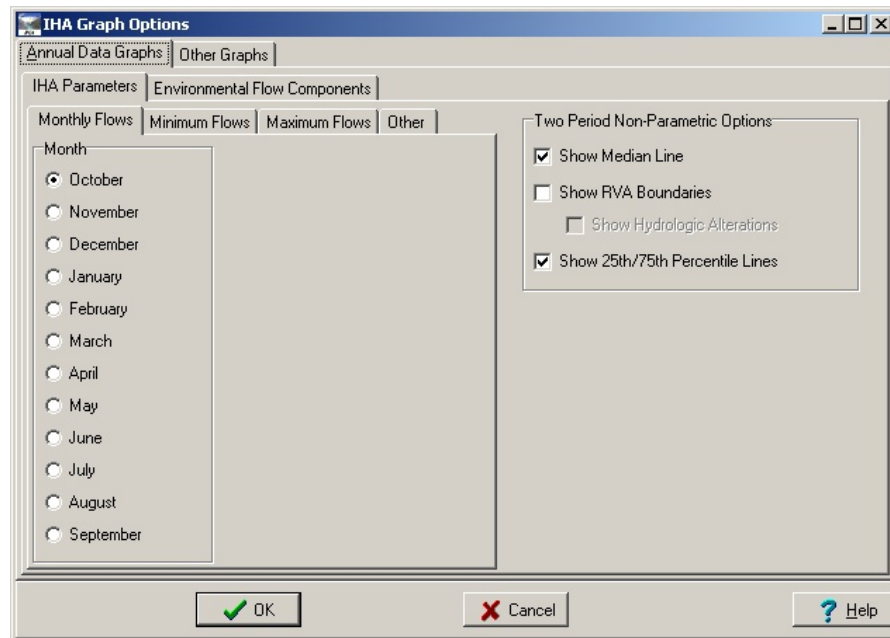 IHA Graph Options
Annual Data Graphs
Other Graphs
IHA Parameters
Environmental Flow Components
Monthly Flows
Minimum Flows
Maximum Flows
Other
Month
October
November
December
January
February
March
April
May
June
July
August
September
Two Period Non-Parametric Options
Show Median Line
Show RVA Boundaries
Show Hydrologic Alterations
Show 25th/75th Percentile Lines
OK
Cancel
Help